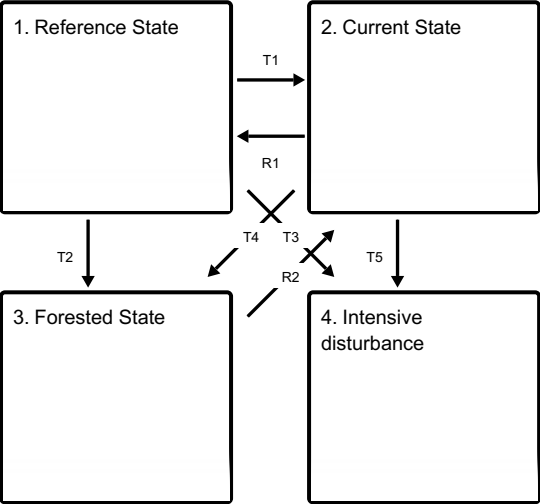 1. Reference State
2. Current State
T1
R1
T4
T3
T2
T5
R2
3. Forested State
4. Intensive
disturbance